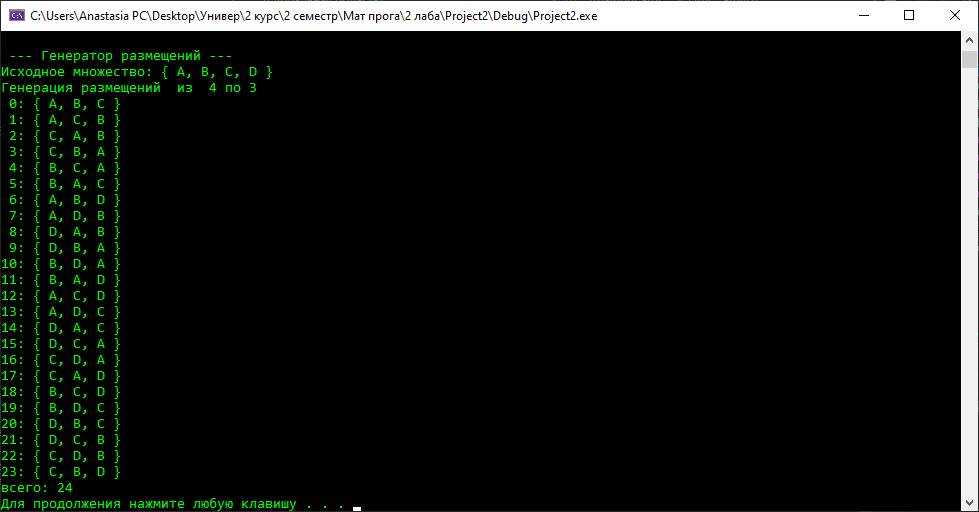 C:\Users\Anastasia PC\Desktop\Универ\2 курс\2 семестр\Мат прога\2 лаба\Project2\Debug\Project2.exe
--- Генератор размещений ---
Исходное множество: { A, B, C, D }
Генерация размещений  из  4 по 3
0: { A, B, C }
1: { A, C, B }
2: { C, A, B }
3: { C, B, A }
4: { B, C, A }
5: { B, A, C }
6: { A, B, D }
7: { A, D, B }
8: { D, A, B }
9: { D, B, A }
10: { B, D, A }
11: { B, A, D }
12: { A, C, D }
13: { A, D, C }
14: { D, A, C }
15: { D, C, A }
16: { C, D, A }
17: { C, A, D }
18: { B, C, D }
19: { B, D, C }
20: { D, B, C }
21: { D, C, B }
22: { C, D, B }
23: { C, B, D }
всего: 24
Для продолжения нажмите любую клавишу . . .